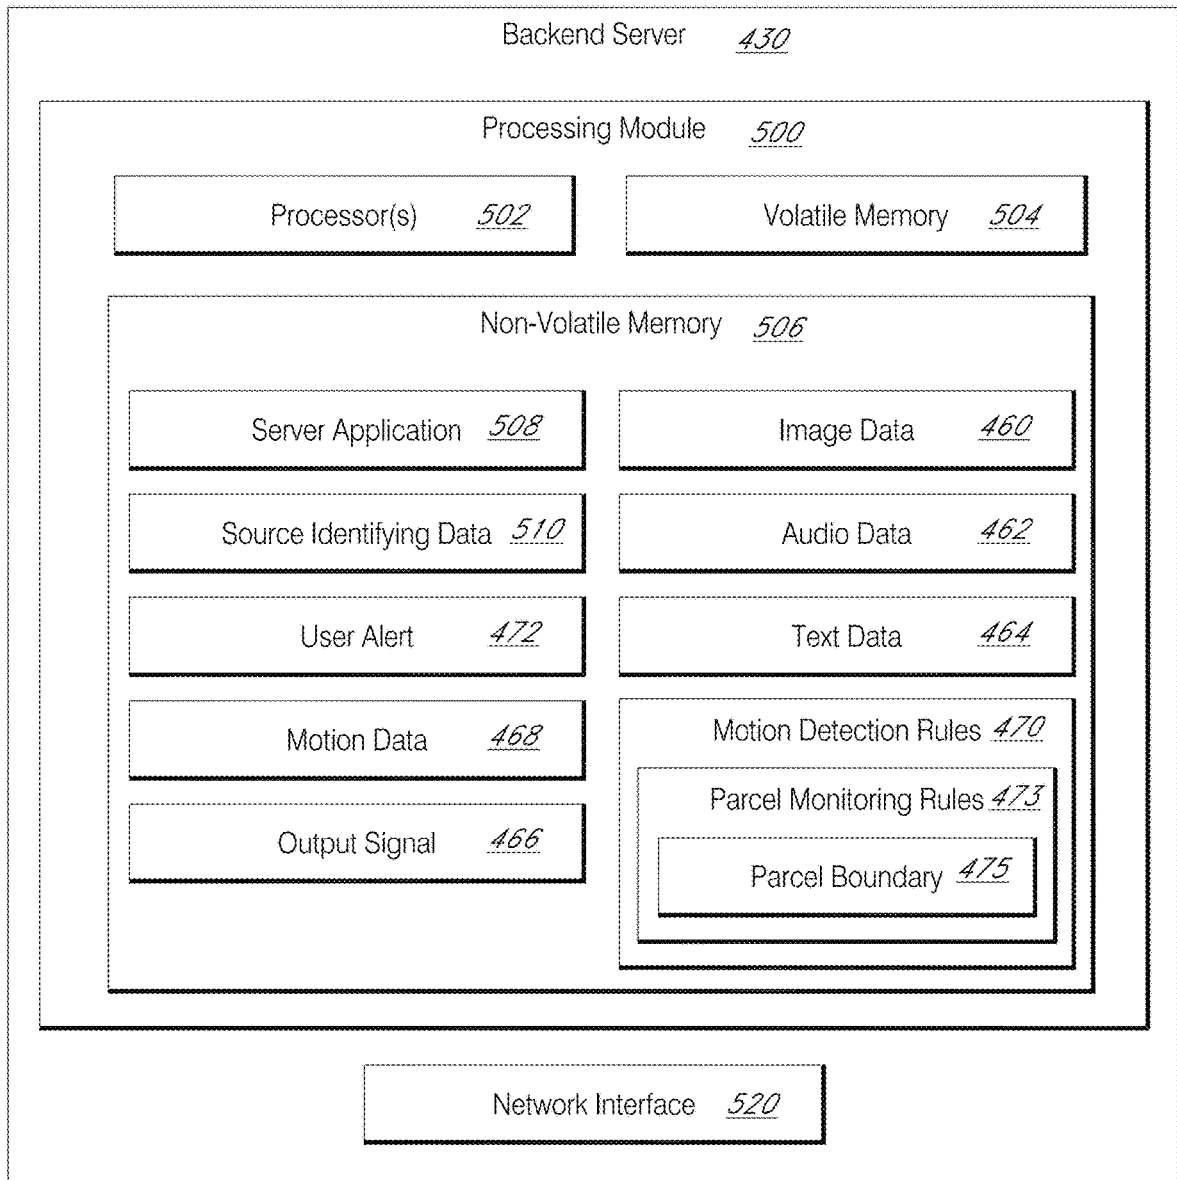 Backend Server 430
Processing Module 500
Processor(s) 502
Volatile Memory 504
Non-Volatile Memory 506
Server Application 508
Image Data 460
Source Identifying Data 510
Audio Data 462
User Alert 472
Text Data 464
Motion Data 468
Motion Detection Rules 470
Parcel Monitoring Rules 473
Output Signal 466
Parcel Boundary 475
Network Interface 520